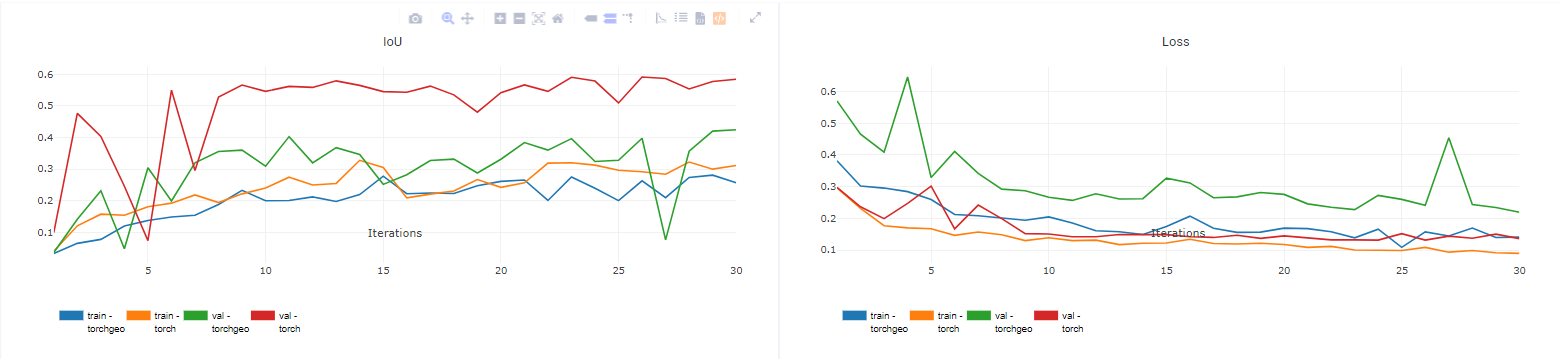 IoU
0.6
0.5
0.4
0.3
0.2
0.1
Iterations
5 10 15 20 25 30
train - torchgeo
train - torch
val - torchgeo
val - torch
Loss
0.6
0.5
0.4
0.3
0.2
0.1
Iterations
5 10 15 20 25 30
train - torchgeo
train - torch
val - torchgeo
val - torch